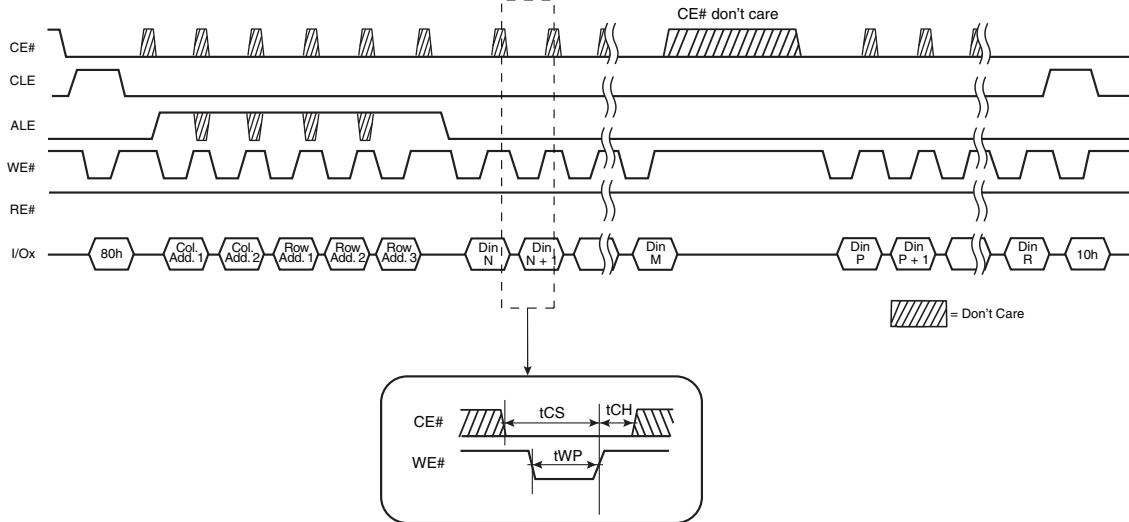 CE# don't care
CE#
CLE
ALE
WE#
RE#
I/Ox
80h
Col.
Add. 1
Col.
Add. 2
Row
Add. 1
Row
Add. 2
Row
Add. 3
Din
N
Din
N + 1
Din
M
Din
P
Din
P + 1
Din
R
10h
= Don't Care
CE#
tCS
tCH
WE#
tWP